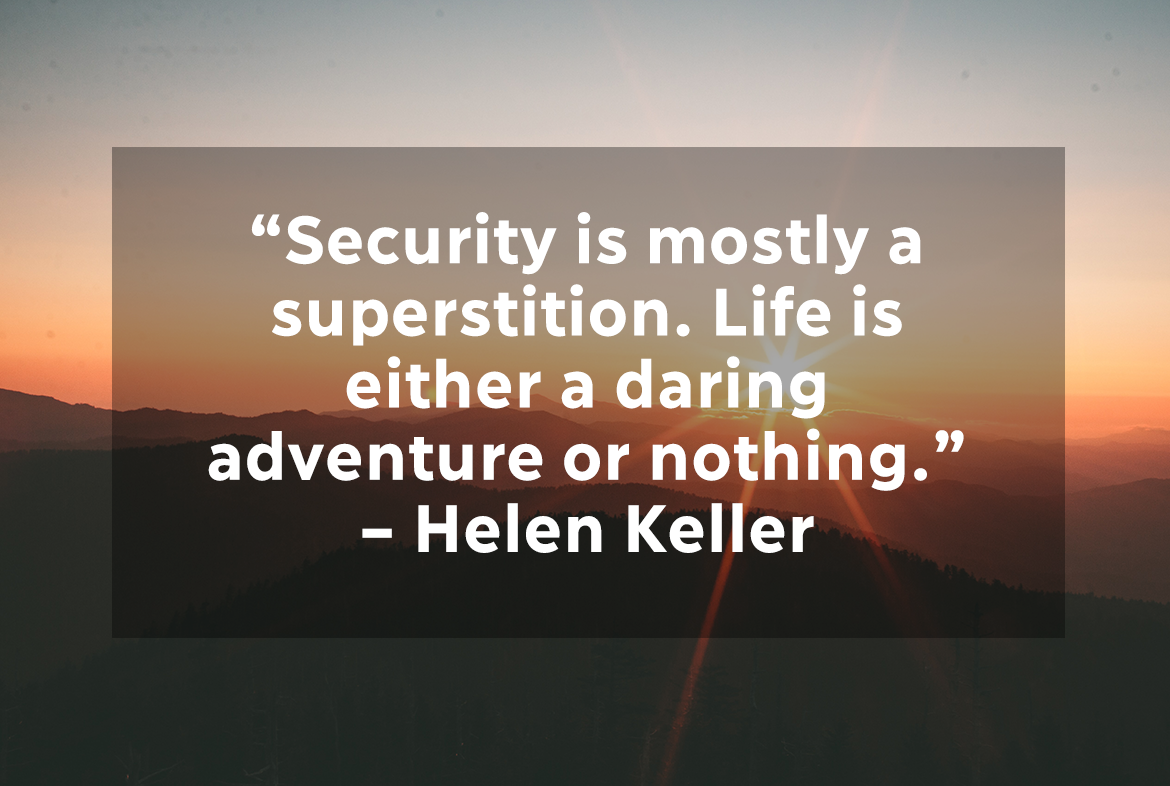 “Security is mostly a
superstition. Life is
either a daring
adventure or nothing.”
– Helen Keller